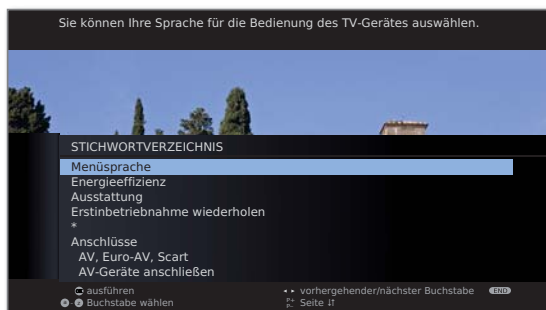 Sie können Ihre Sprache für die Bedienung des TV-Gerätes auswählen.
STICHWORTVERZEICHNIS
Menüsprache
Energieeffizienz
Ausstattung
Erstinbetriebnahme wiederholen
*
Anschlüsse
AV, Euro-AV, Scart
AV-Geräte anschließen
ausführen
vorhergehender/nächster Buchstabe END
Buchstabe wählen
P+ P- Seite